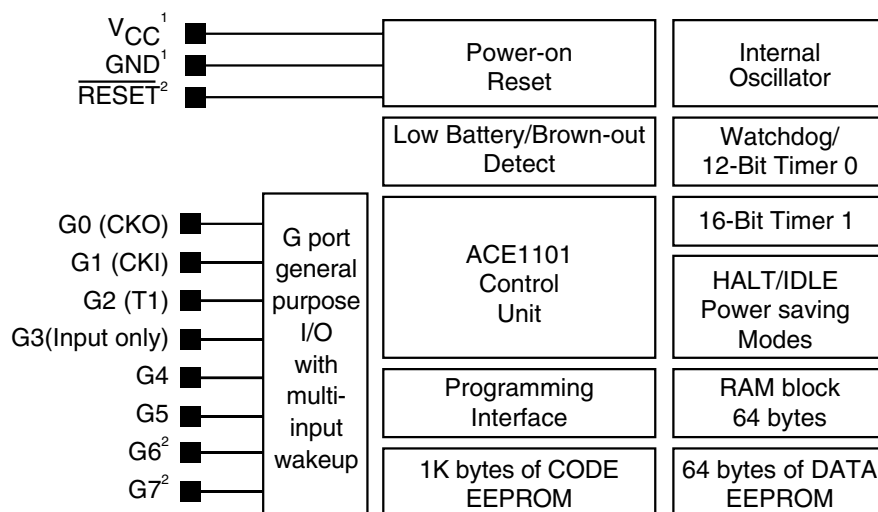 V_CC¹
GND¹
RESET²
Power-on
Reset
Internal
Oscillator
Low Battery/Brown-out
Detect
Watchdog/
12-Bit Timer 0
G0 (CKO)
G1 (CKI)
G2 (T1)
G3(Input only)
G4
G5
G6²
G7²
G port
general
purpose
I/O
with
multi-
input
wakeup
ACE1101
Control
Unit
16-Bit Timer 1
HALT/IDLE
Power saving
Modes
Programming
Interface
RAM block
64 bytes
1K bytes of CODE
EEPROM
64 bytes of DATA
EEPROM